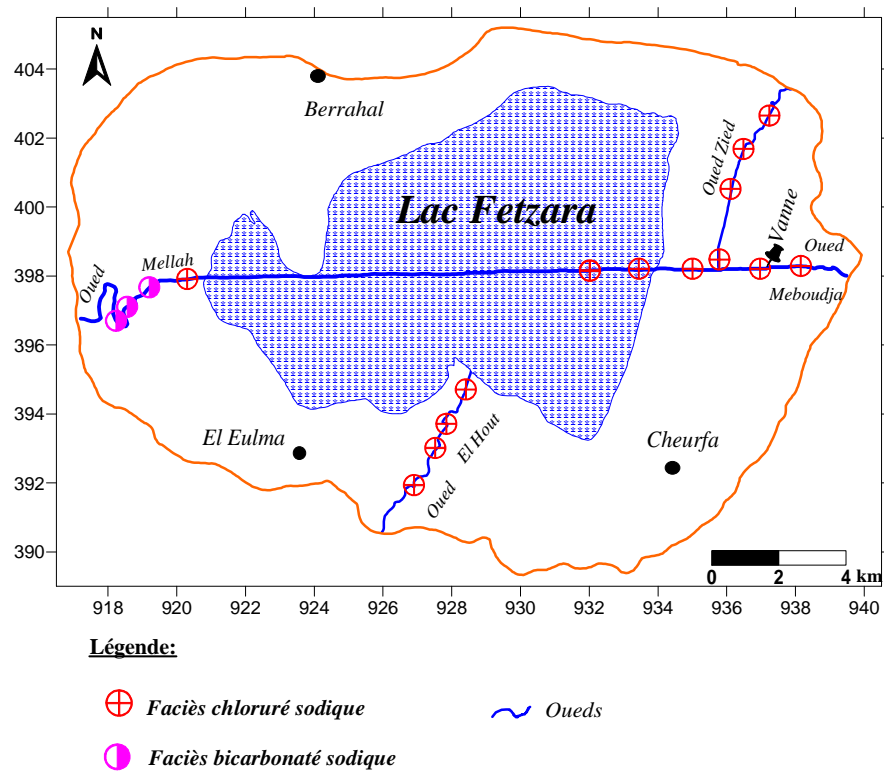 N
404
402
400
398
396
394
392
390
Berrahal
Oued Zied
Lac Fetzara
Vanne
Oued
Mellah
Oued
Meboudja
El Eulma
El Hout
Oued
Cheurfa
0 2 4 km
918 920 922 924 926 928 930 932 934 936 938 940
Légende:
Faciès chloruré sodique
Oueds
Faciès bicarbonaté sodique